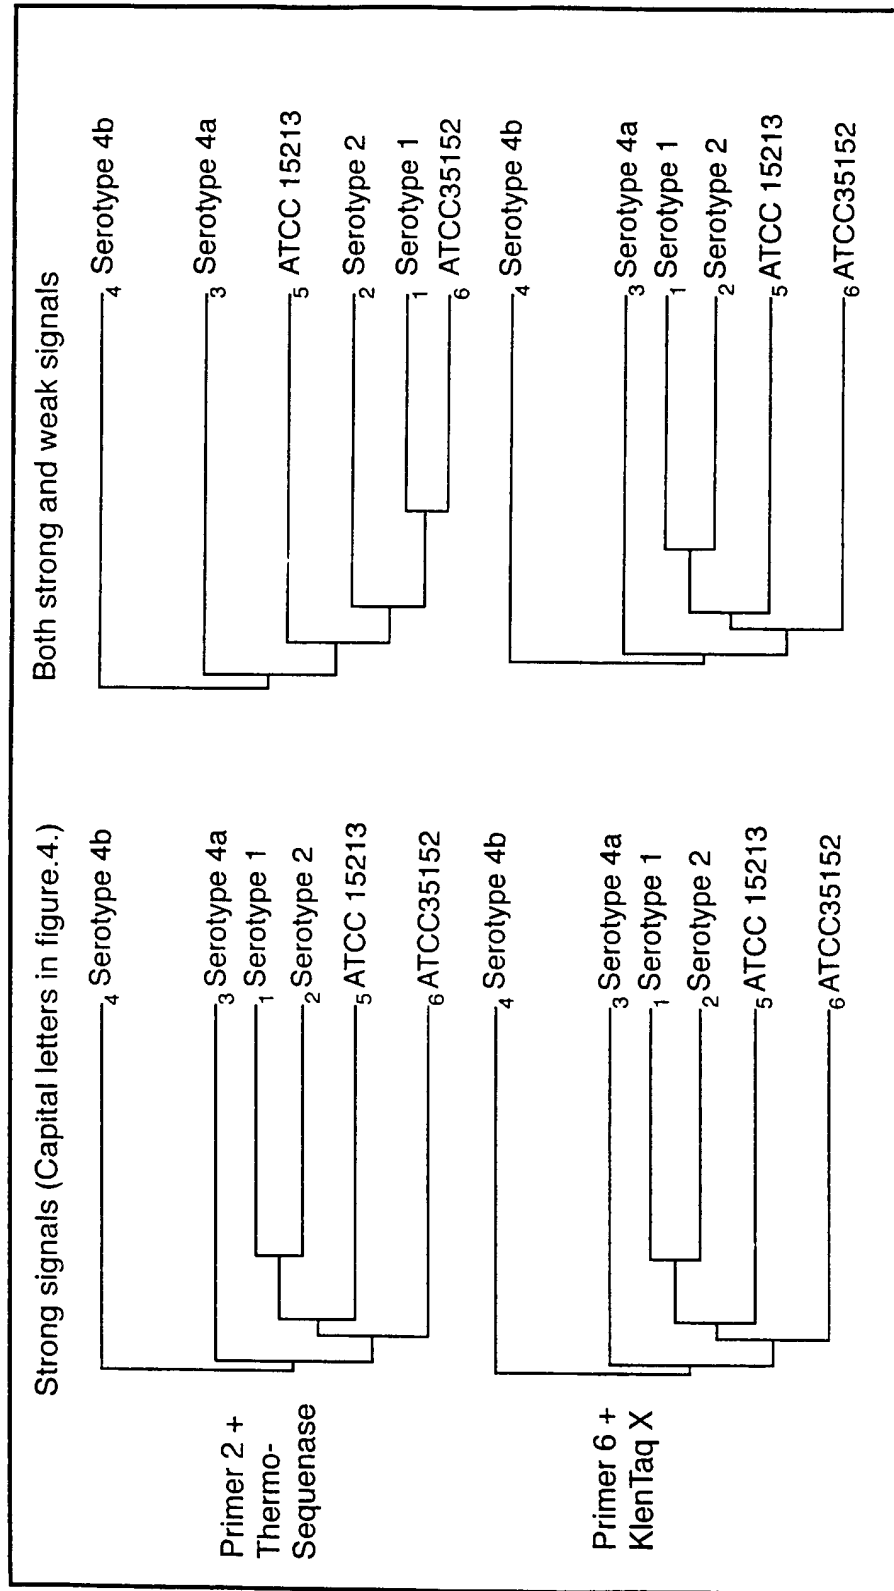 Strong signals (Capital letters in figure.4.)
Both strong and weak signals
Primer 2 +
Thermo-
Sequenase
4 Serotype 4b
3 Serotype 4a
1 Serotype 1
2 Serotype 2
5 ATCC 15213
6 ATCC35152
4 Serotype 4b
3 Serotype 4a
5 ATCC 15213
2 Serotype 2
1 Serotype 1
6 ATCC35152
Primer 6 +
KlenTaq X
4 Serotype 4b
3 Serotype 4a
1 Serotype 1
2 Serotype 2
5 ATCC 15213
6 ATCC35152
4 Serotype 4b
3 Serotype 4a
1 Serotype 1
2 Serotype 2
5 ATCC 15213
6 ATCC35152